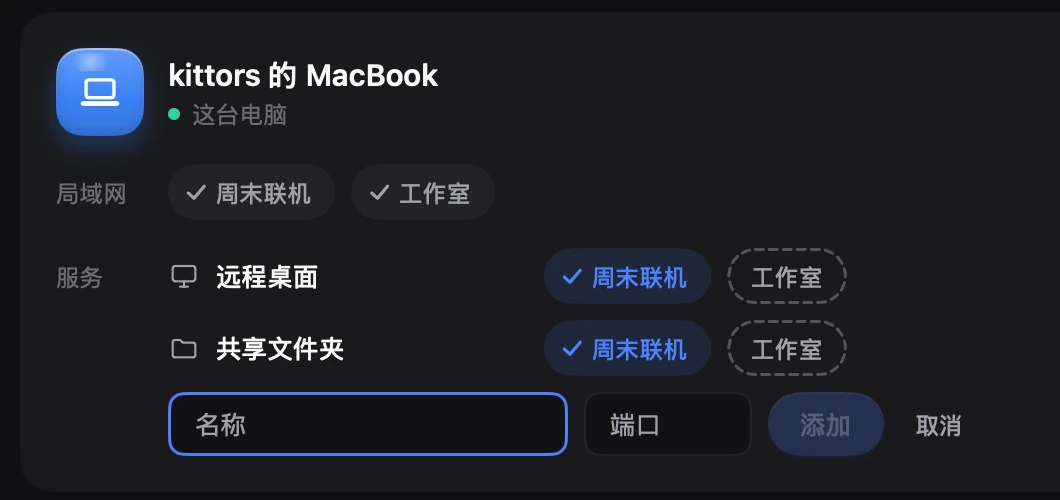 kittors 的 MacBook
这台电脑
局域网 周末联机 工作室
服务 远程桌面 周末联机 工作室
共享文件夹 周末联机 工作室
名称 端口 添加 取消